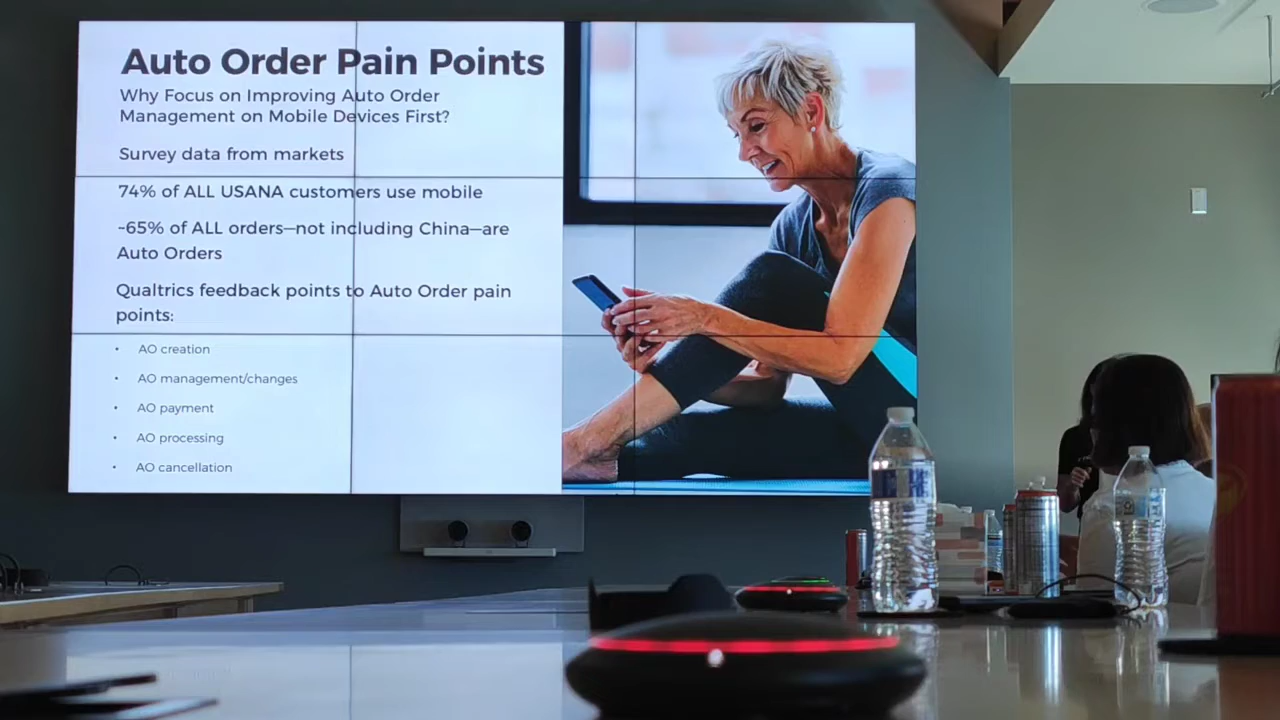 Auto Order Pain Points
Why Focus on Improving Auto Order
Management on Mobile Devices First?
Survey data from markets
74% of ALL USANA customers use mobile
~65% of ALL orders—not including China—are
Auto Orders
Qualtrics feedback points to Auto Order pain
points:
• AO creation
• AO management/changes
• AO payment
• AO processing
• AO cancellation